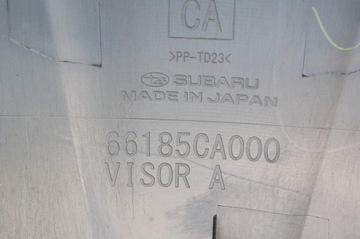 CA
>PP-TD23<
SUBARU
MADE IN JAPAN
66185CA000
VISOR A